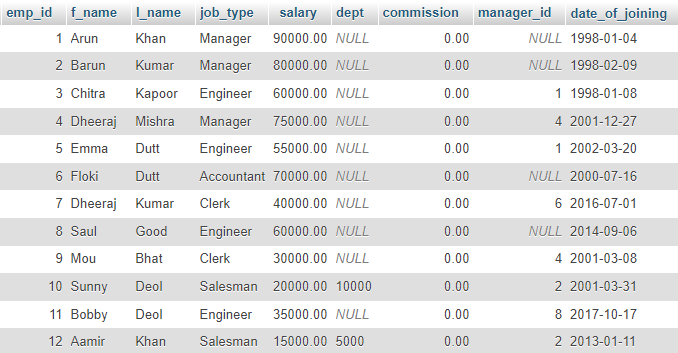 emp_id f_name l_name job_type salary dept commission manager_id date_of_joining
1 Arun Khan Manager 90000.00 NULL 0.00 NULL 1998-01-04
2 Barun Kumar Manager 80000.00 NULL 0.00 NULL 1998-02-09
3 Chitra Kapoor Engineer 60000.00 NULL 0.00 1 1998-01-08
4 Dheeraj Mishra Manager 75000.00 NULL 0.00 4 2001-12-27
5 Emma Dutt Engineer 55000.00 NULL 0.00 1 2002-03-20
6 Floki Dutt Accountant 70000.00 NULL 0.00 NULL 2000-07-16
7 Dheeraj Kumar Clerk 40000.00 NULL 0.00 6 2016-07-01
8 Saul Good Engineer 60000.00 NULL 0.00 NULL 2014-09-06
9 Mou Bhat Clerk 30000.00 NULL 0.00 4 2001-03-08
10 Sunny Deol Salesman 20000.00 10000 0.00 2 2001-03-31
11 Bobby Deol Engineer 35000.00 NULL 0.00 8 2017-10-17
12 Aamir Khan Salesman 15000.00 5000 0.00 2 2013-01-11